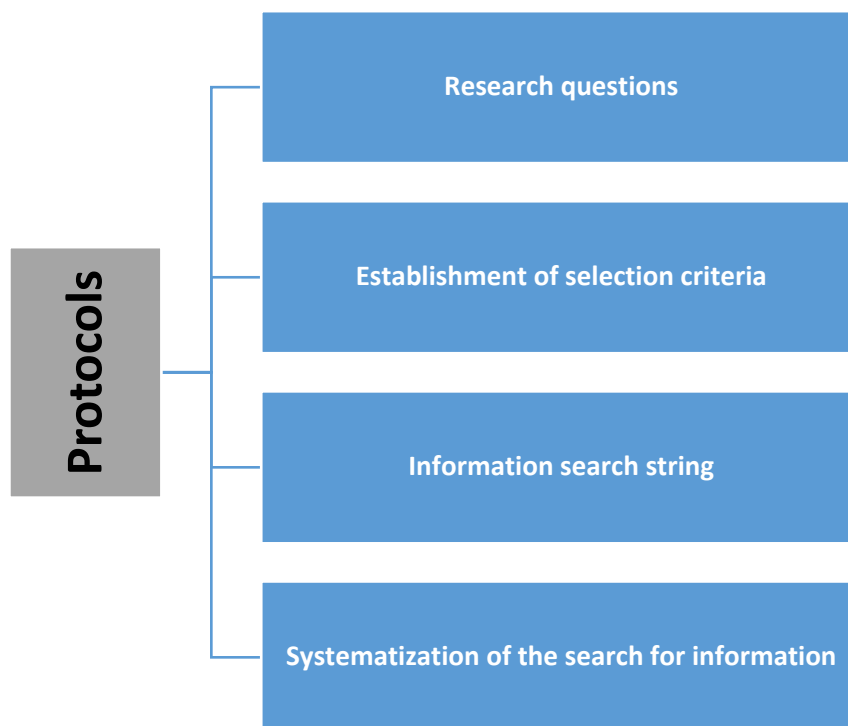 Protocols
Research questions
Establishment of selection criteria
Information search string
Systematization of the search for information